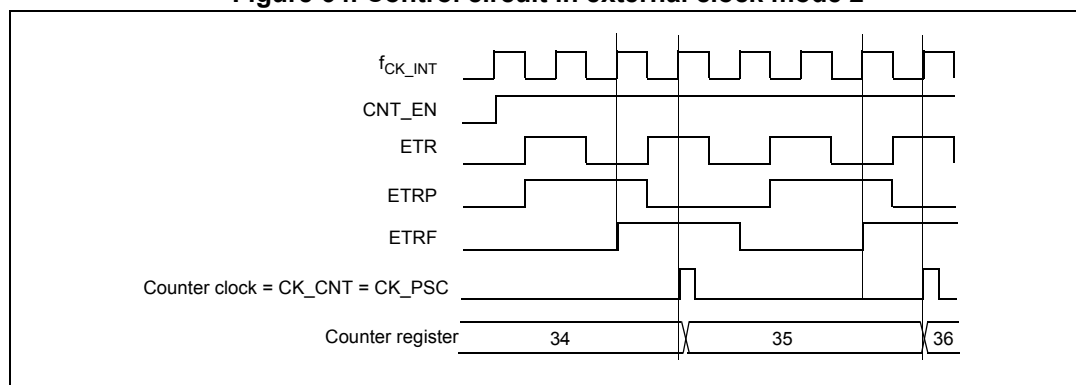 Figure Control circuit in external clock mode 2
fCK_INT
CNT_EN
ETR
ETRP
ETRF
Counter clock = CK_CNT = CK_PSC
Counter register 34 35 36